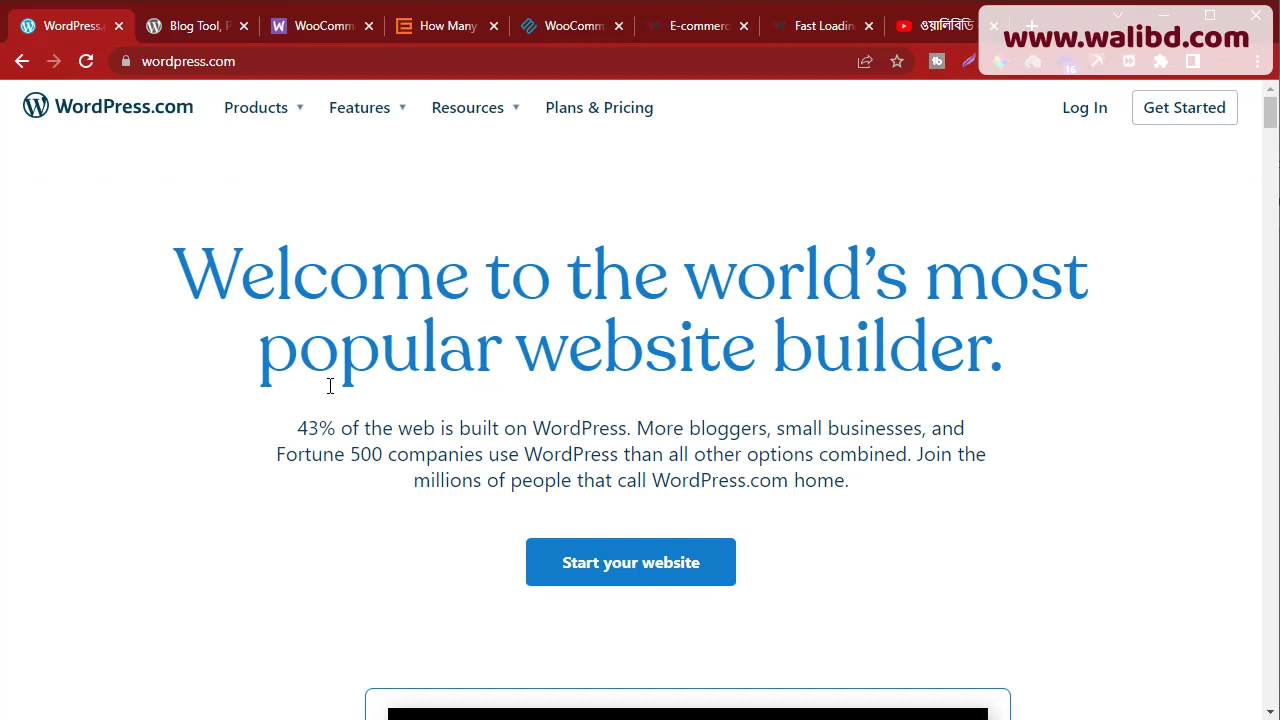 WordPress.
Blog Tool, P
WooComm
How Many
WooComm
E-commerc
Fast Loadin
ওয়ালিবিডি
www.walibd.com
wordpress.com
16
WordPress.com
Products
Features
Resources
Plans & Pricing
Log In
Get Started
Welcome to the world’s most
popular website builder.
43% of the web is built on WordPress. More bloggers, small businesses, and
Fortune 500 companies use WordPress than all other options combined. Join the
millions of people that call WordPress.com home.
Start your website